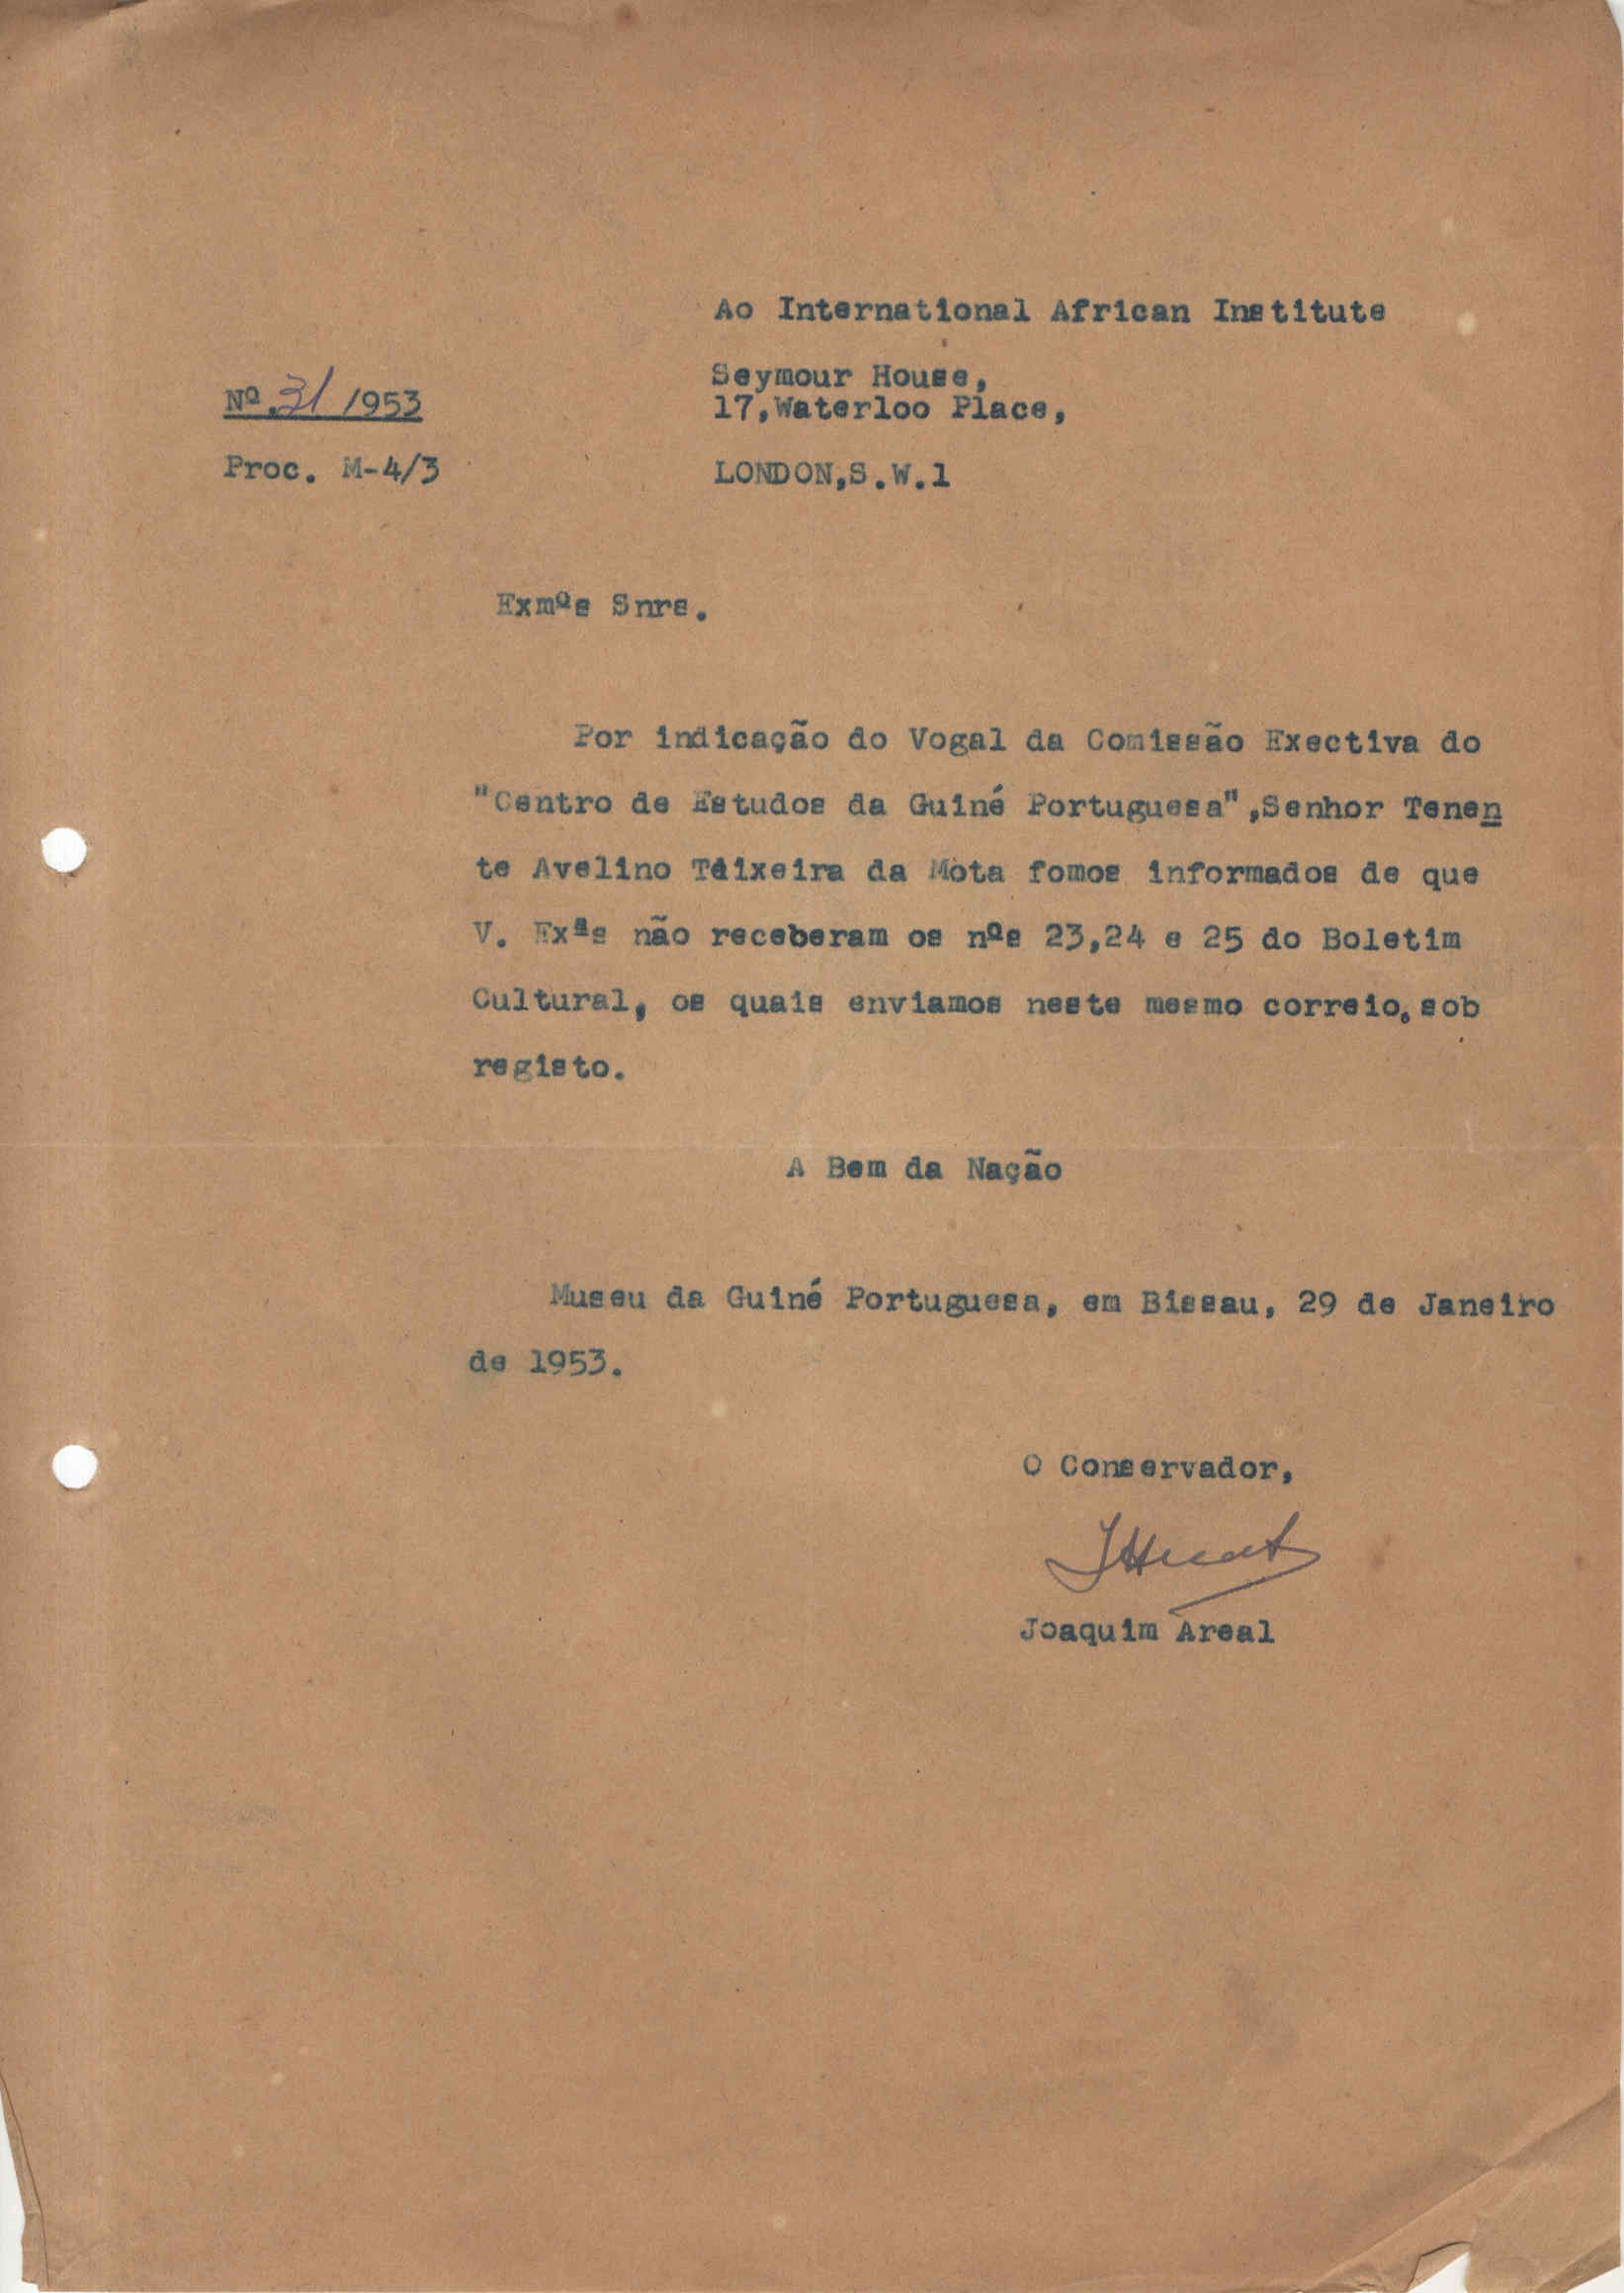 Ao International African Institute
Seymour House,
Nº.31/1953
17,Waterloo Place,
Proc. M-4/3
LONDON,S.W.1
Exmºs Snrs.
Por indicação do Vogal da Comissão Exectiva do
"Centro de Estudos da Guiné Portuguesa",Senhor Tenen
te Avelino Teixeira da Mota fomos informados de que
V. Exªs não receberam os nºs 23,24 e 25 do Boletim
Cultural, os quais enviamos neste mesmo correio, sob
registo.
A Bem da Nação
Museu da Guiné Portuguesa, em Bissau, 29 de Janeiro
de 1953.
O Conservador,
Joaquim Areal